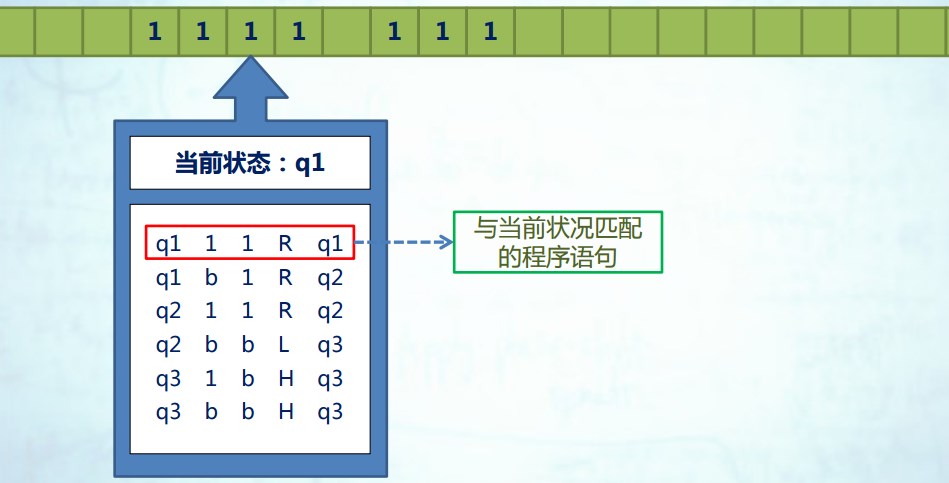 1 1 1 1 1 1 1
当前状态：q1
q1 1 1 R q1
q1 b 1 R q2
q2 1 1 R q2
q2 b b L q3
q3 1 b H q3
q3 b b H q3
与当前状况匹配
的程序语句